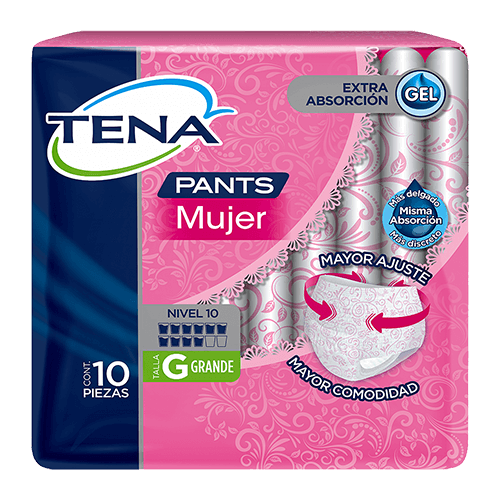 TENA
®
EXTRA
ABSORCIÓN
GEL
PANTS
Mujer
Más delgado
Misma
Absorción
Más discreto
MAYOR AJUSTE
MAYOR COMODIDAD
NIVEL 10
TALLA G GRANDE
CONT. 10
PIEZAS